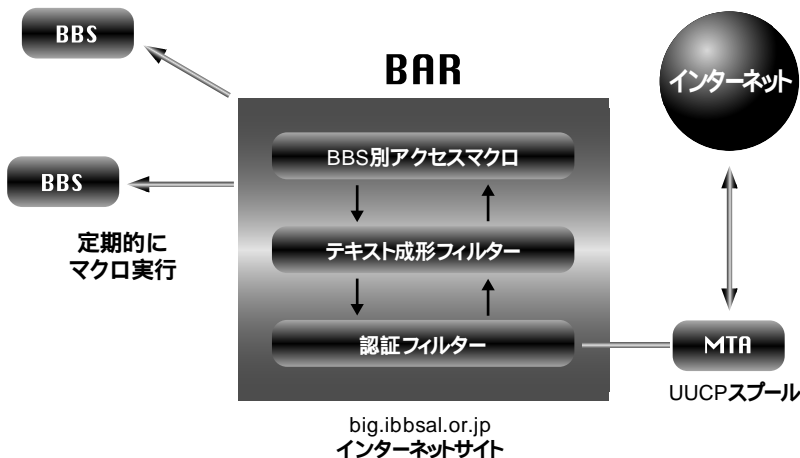 BBS
BAR
インターネット
BBS別アクセスマクロ
BBS
テキスト成形フィルター
定期的に
マクロ実行
認証フィルター
MTA
UUCPスプール
big.ibbsal.or.jp
インターネットサイト